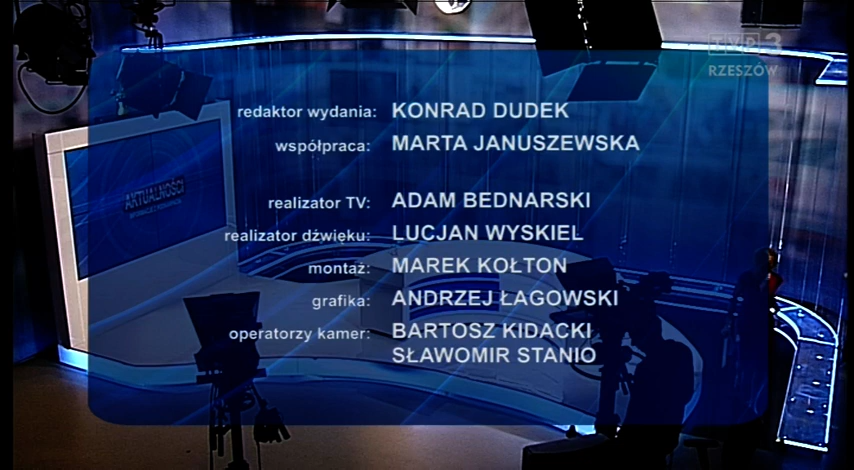 TVP3
RZESZÓW
redaktor wydania: KONRAD DUDEK
współpraca: MARTA JANUSZEWSKA
realizator TV: ADAM BEDNARSKI
realizator dźwięku: LUCJAN WYSKIEL
montaż: MAREK KOŁTON
grafika: ANDRZEJ ŁAGOWSKI
operatorzy kamer: BARTOSZ KIDACKI
SŁAWOMIR STANIO
AKTUALNOŚCI